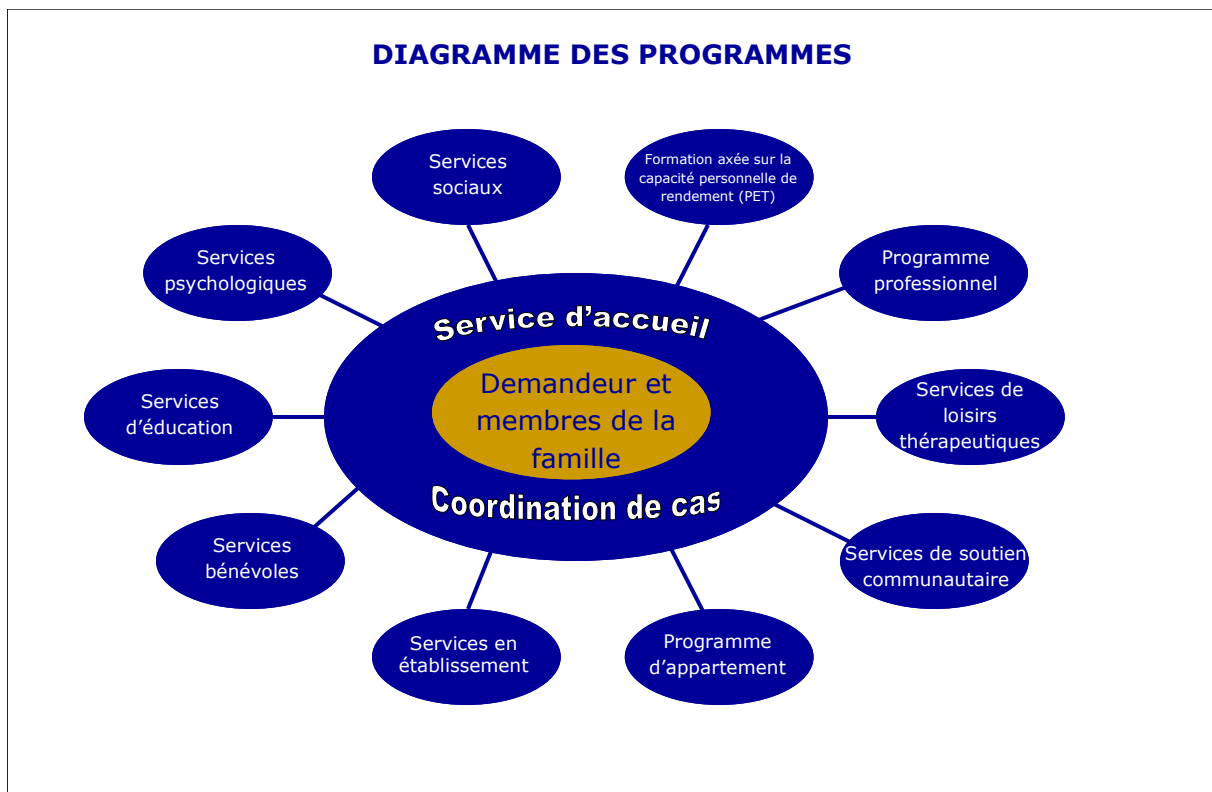 DIAGRAMME DES PROGRAMMES
Services
sociaux
Formation axée sur la
capacité personnelle de
rendement (PET)
Services
psychologiques
Programme
professionnel
Service d’accueil
Demandeur et
membres de la
famille
Coordination de cas
Services
d’éducation
Services de
loisirs
thérapeutiques
Services
bénévoles
Services de soutien
communautaire
Services en
établissement
Programme
d’appartement